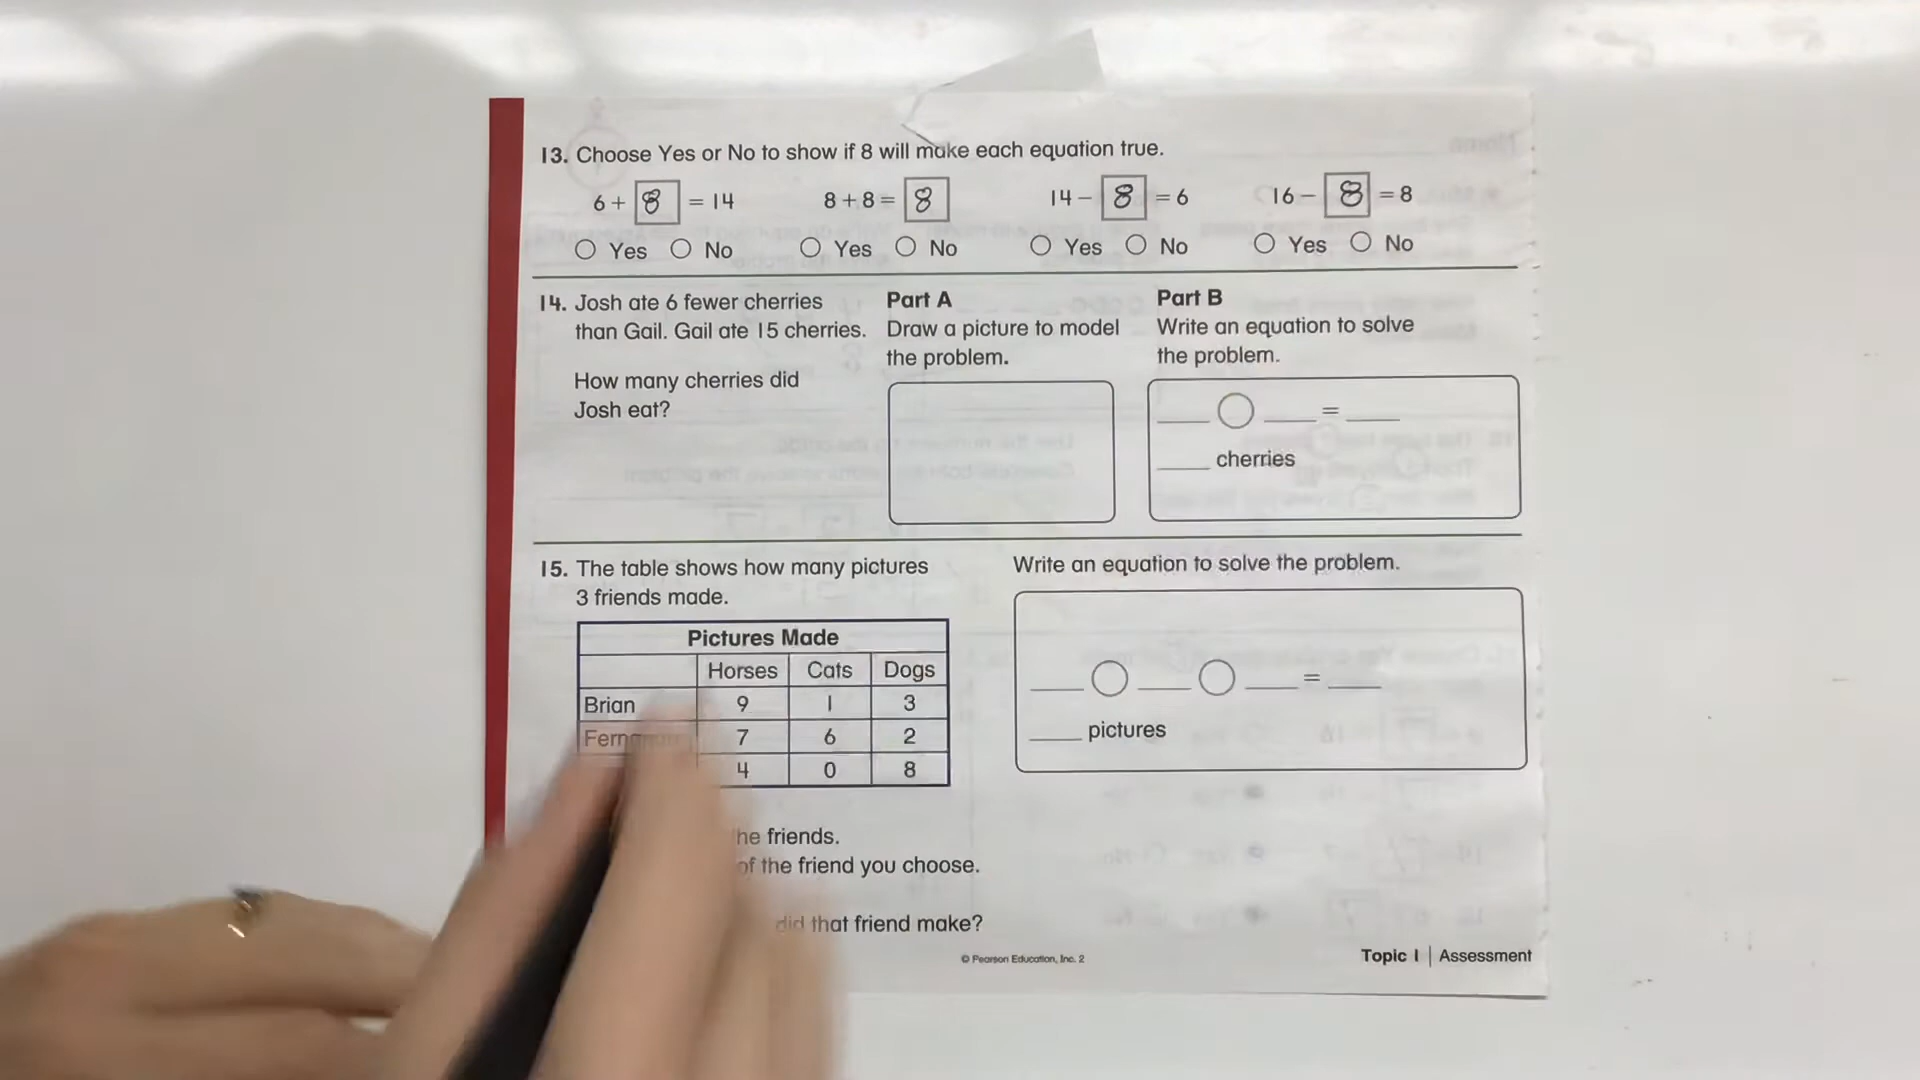 13. Choose Yes or No to show if 8 will make each equation true.
6 + 8 = 14 8 + 8 = 8 14 - 8 = 6 16 - 8 = 8
Yes No Yes No Yes No Yes No
14. Josh ate 6 fewer cherries
than Gail. Gail ate 15 cherries.
How many cherries did
Josh eat?
Part A
Draw a picture to model
the problem.
Part B
Write an equation to solve
the problem.
=
cherries
15. The table shows how many pictures
3 friends made.
Pictures Made
Horses Cats Dogs
Brian 9 1 3
7 6 2
4 0 8
friends.
of the friend you choose.
did that friend make?
Write an equation to solve the problem.
=
pictures
© Pearson Education, Inc. 2
Topic 1 | Assessment